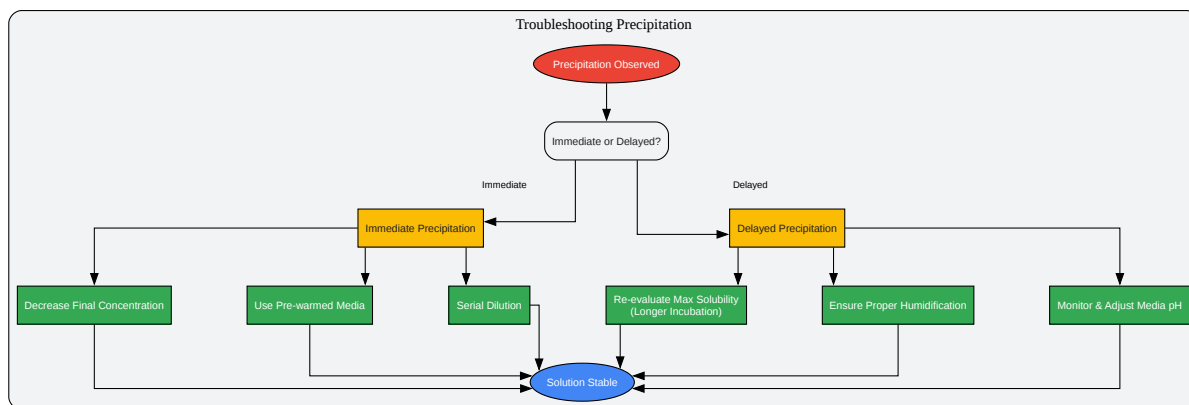 Troubleshooting Precipitation
Precipitation Observed
Immediate or Delayed?
Immediate
Delayed
Immediate Precipitation
Delayed Precipitation
Decrease Final Concentration
Use Pre-warmed Media
Serial Dilution
Re-evaluate Max Solubility
(Longer Incubation)
Ensure Proper Humidification
Monitor & Adjust Media pH
Solution Stable